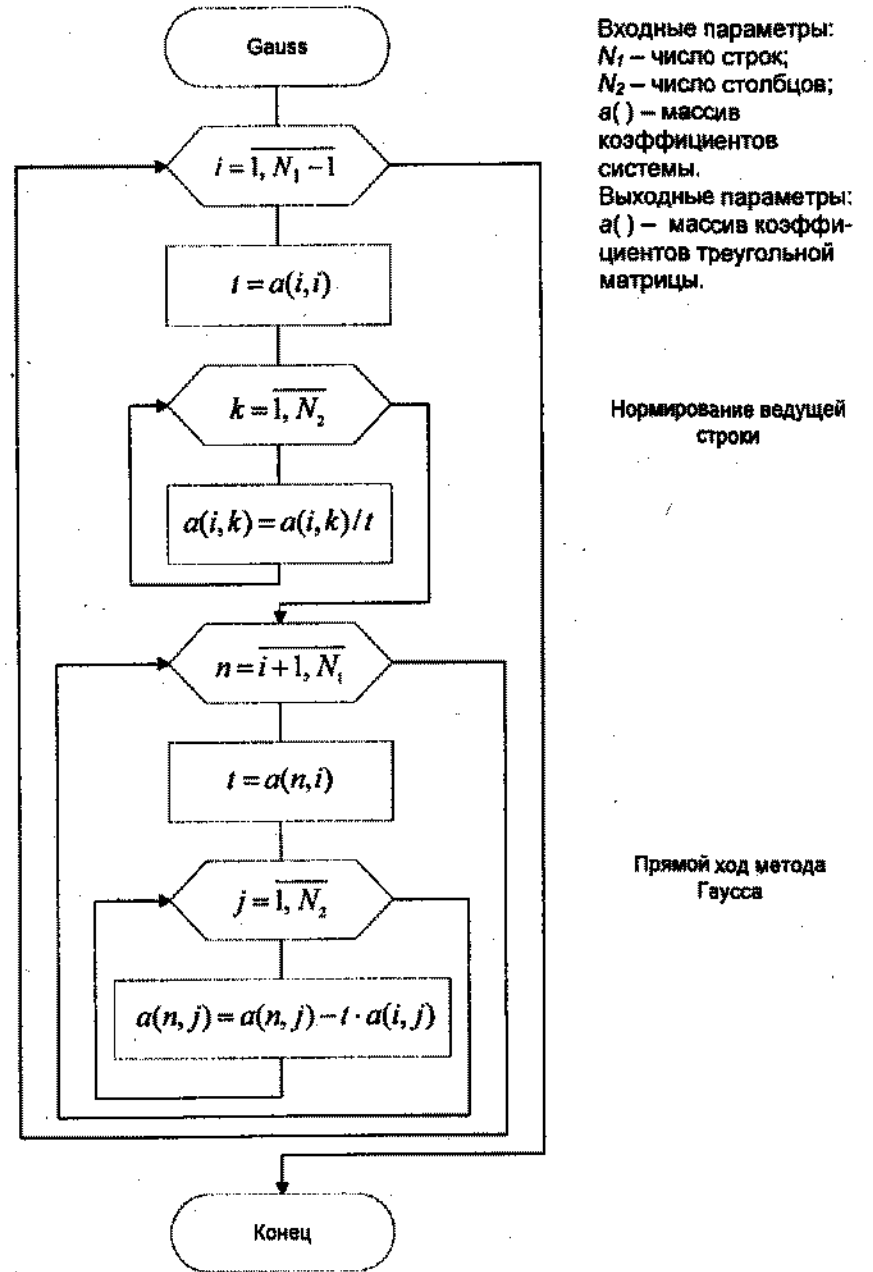 Gauss
Входные параметры:
N₁ – число строк;
N₂ – число столбцов;
a( ) – массив
коэффициентов
системы.
Выходные параметры:
a( ) – массив коэффи-
циентов треугольной
матрицы.
i = 1, N₁ − 1
t = a(i,i)
k = 1, N₂
Нормирование ведущей
строки
a(i,k) = a(i,k)/t
n = i+1, N₁
t = a(n,i)
j = 1, N₂
Прямой ход метода
Гаусса
a(n,j) = a(n,j) − t · a(i,j)
Конец